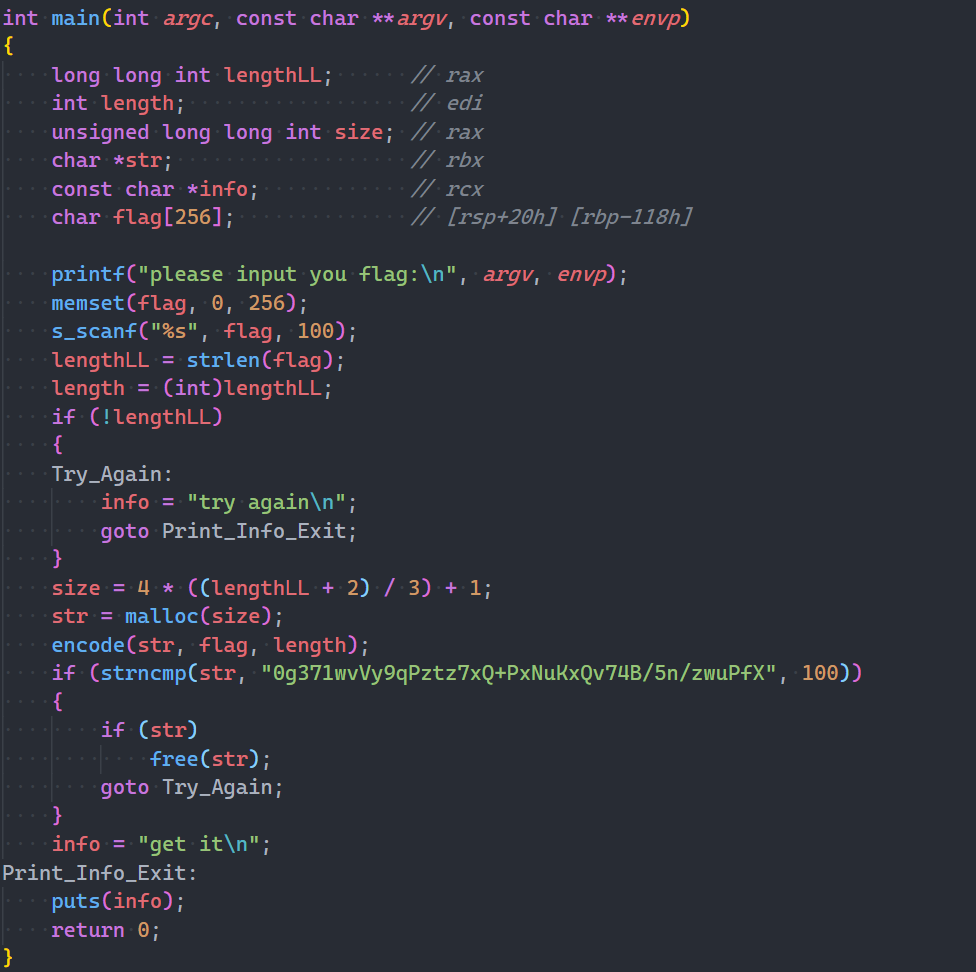 int main(int argc, const char **argv, const char **envp)
{
    long long int lengthLL;      // rax
    int length;                  // edi
    unsigned long long int size; // rax
    char *str;                   // rbx
    const char *info;            // rcx
    char flag[256];              // [rsp+20h] [rbp-118h]

    printf("please input you flag:\n", argv, envp);
    memset(flag, 0, 256);
    s_scanf("%s", flag, 100);
    lengthLL = strlen(flag);
    length = (int)lengthLL;
    if (!lengthLL)
    {
    Try_Again:
        info = "try again\n";
        goto Print_Info_Exit;
    }
    size = 4 * ((lengthLL + 2) / 3) + 1;
    str = malloc(size);
    encode(str, flag, length);
    if (strncmp(str, "0g371wvVy9qPztz7xQ+PxNuKxQv74B/5n/zwuPfX", 100))
    {
        if (str)
            free(str);
        goto Try_Again;
    }
    info = "get it\n";
Print_Info_Exit:
    puts(info);
    return 0;
}